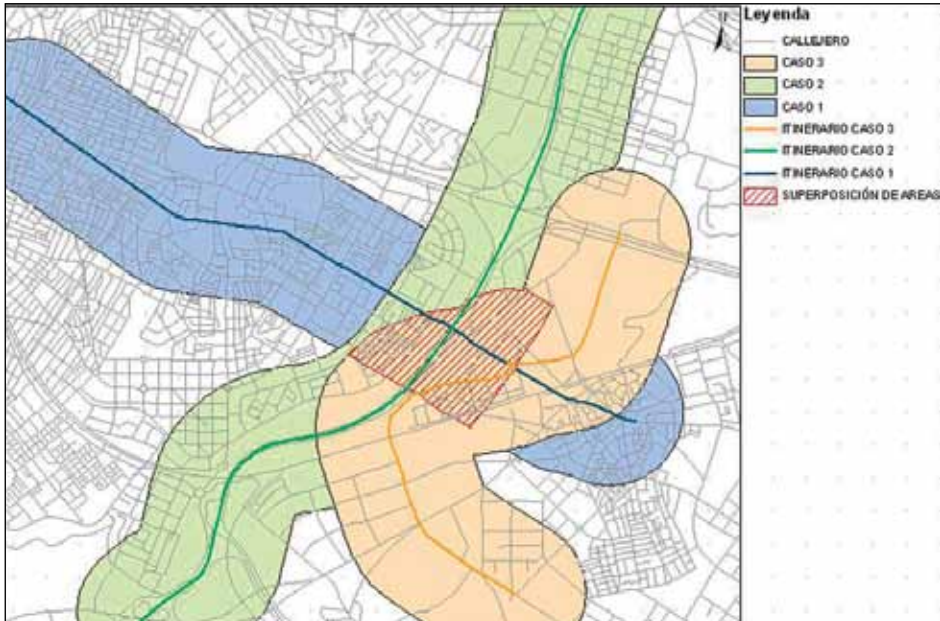 Leyenda
CALLEJERO
CASO 3
CASO 2
CASO 1
ITINERARIO CASO 3
ITINERARIO CASO 2
ITINERARIO CASO 1
SUPERPOSICIÓN DE AREAS